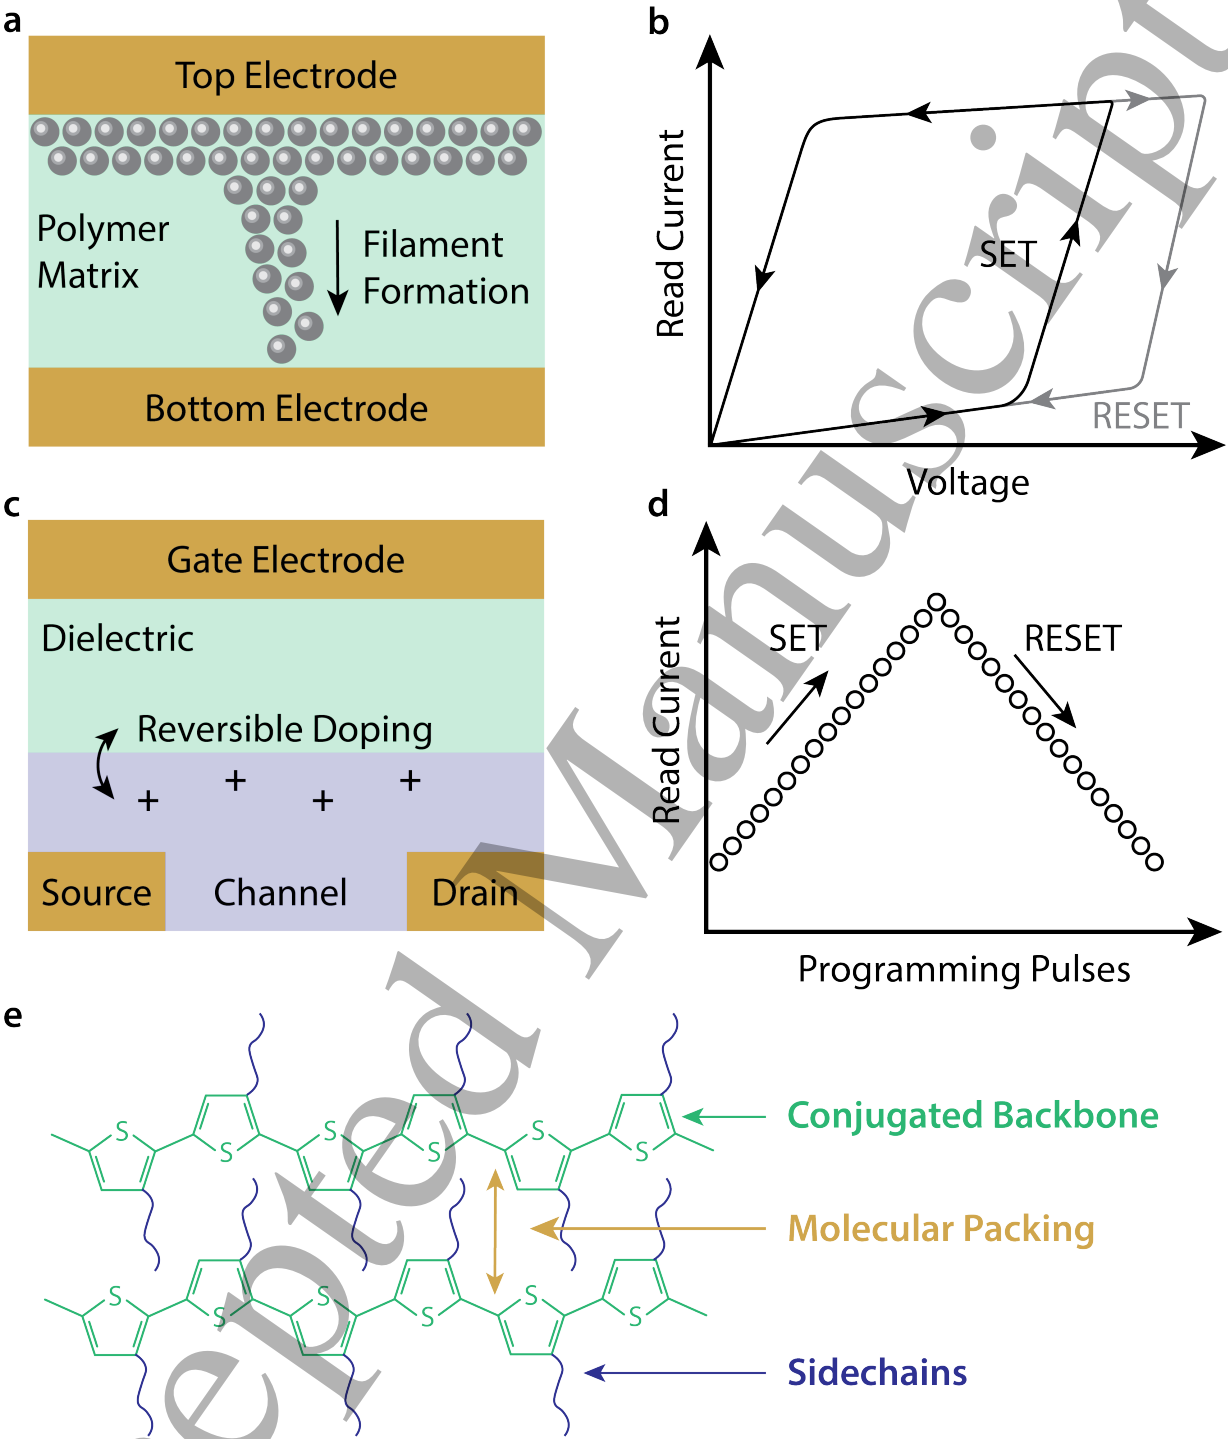 a
Top Electrode
Polymer
Matrix
Filament
Formation
Bottom Electrode
b
Read Current
SET
RESET
Voltage
c
Gate Electrode
Dielectric
Reversible Doping
+ + + +
Source
Channel
Drain
d
Read Current
SET
RESET
Programming Pulses
e
S S S S S S
Conjugated Backbone
Molecular Packing
S S S S S S
Sidechains
epted Manuscript